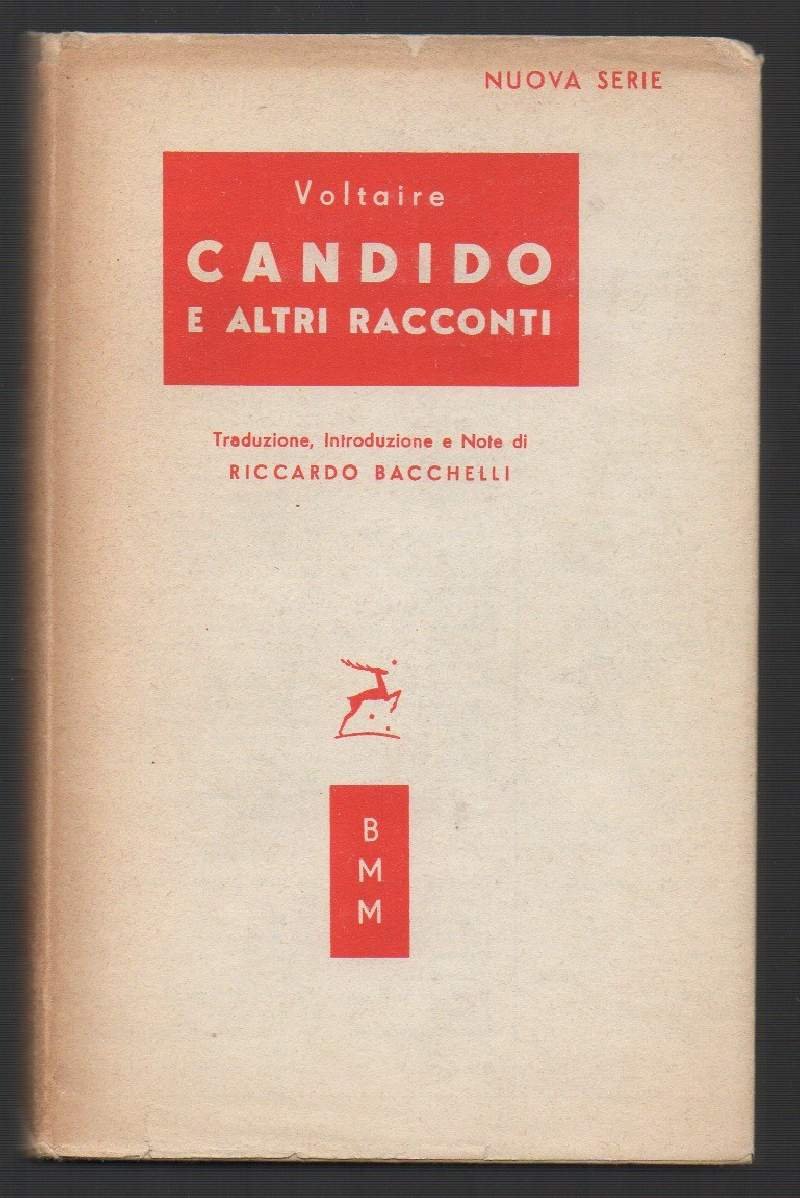 NUOVA SERIE
Voltaire
CANDIDO
E ALTRI RACCONTI
Traduzione, Introduzione e Note di
RICCARDO BACCHELLI
B
M
M